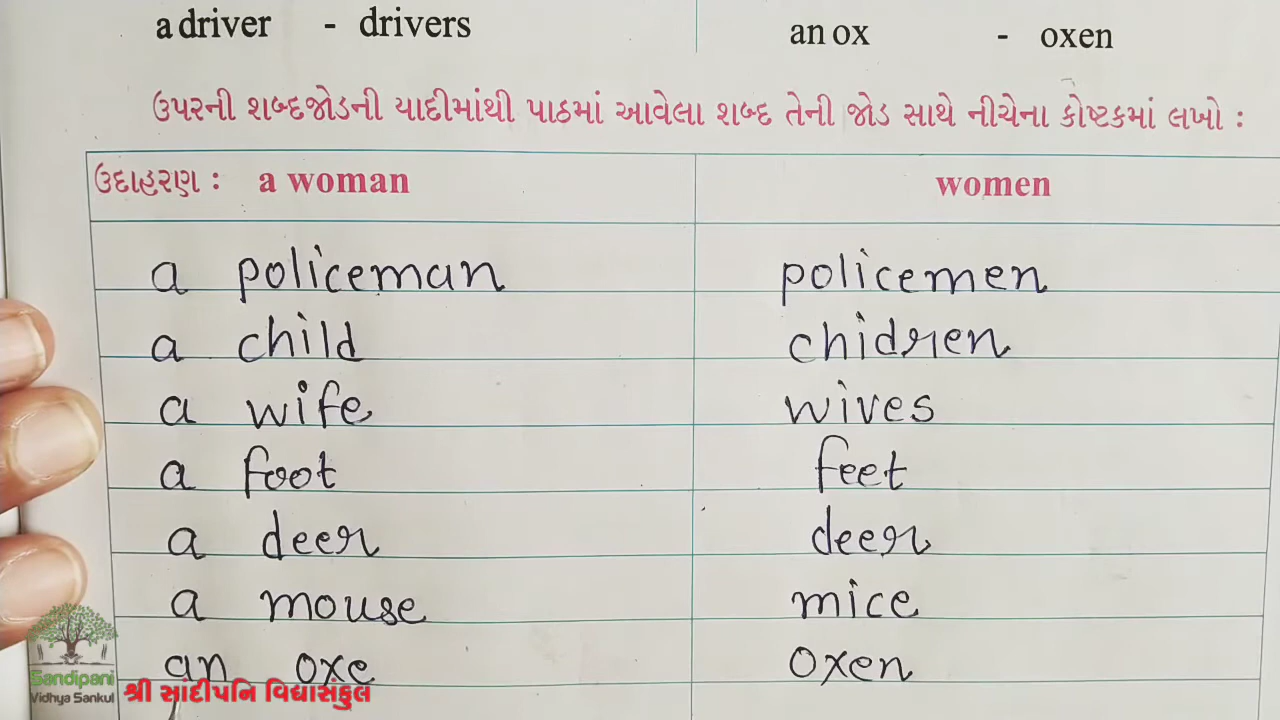 a driver - drivers an ox - oxen
ઉપરની શબ્દજોડની યાદીમાંથી પાઠમાં આવેલા શબ્દ તેની જોડ સાથે નીચેના કોષ્ટકમાં લખો :
ઉદાહરણ : a woman women
a policeman policemen
a child chidren
a wife wives
a foot feet
a deer deer
a mouse mice
an oxe oxen
Sandipani
Vidhya Sankul
શ્રી સાંદીપનિ વિદ્યાસંકુલ